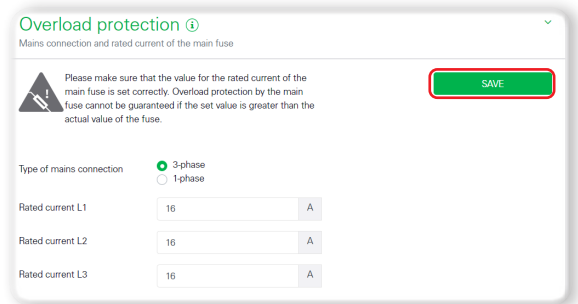 Overload protection
Mains connection and rated current of the main fuse
Please make sure that the value for the rated current of the
main fuse is set correctly. Overload protection by the main
fuse cannot be guaranteed if the set value is greater than the
actual value of the fuse.
SAVE
Type of mains connection
3-phase
1-phase
Rated current L1
16 A
Rated current L2
16 A
Rated current L3
16 A